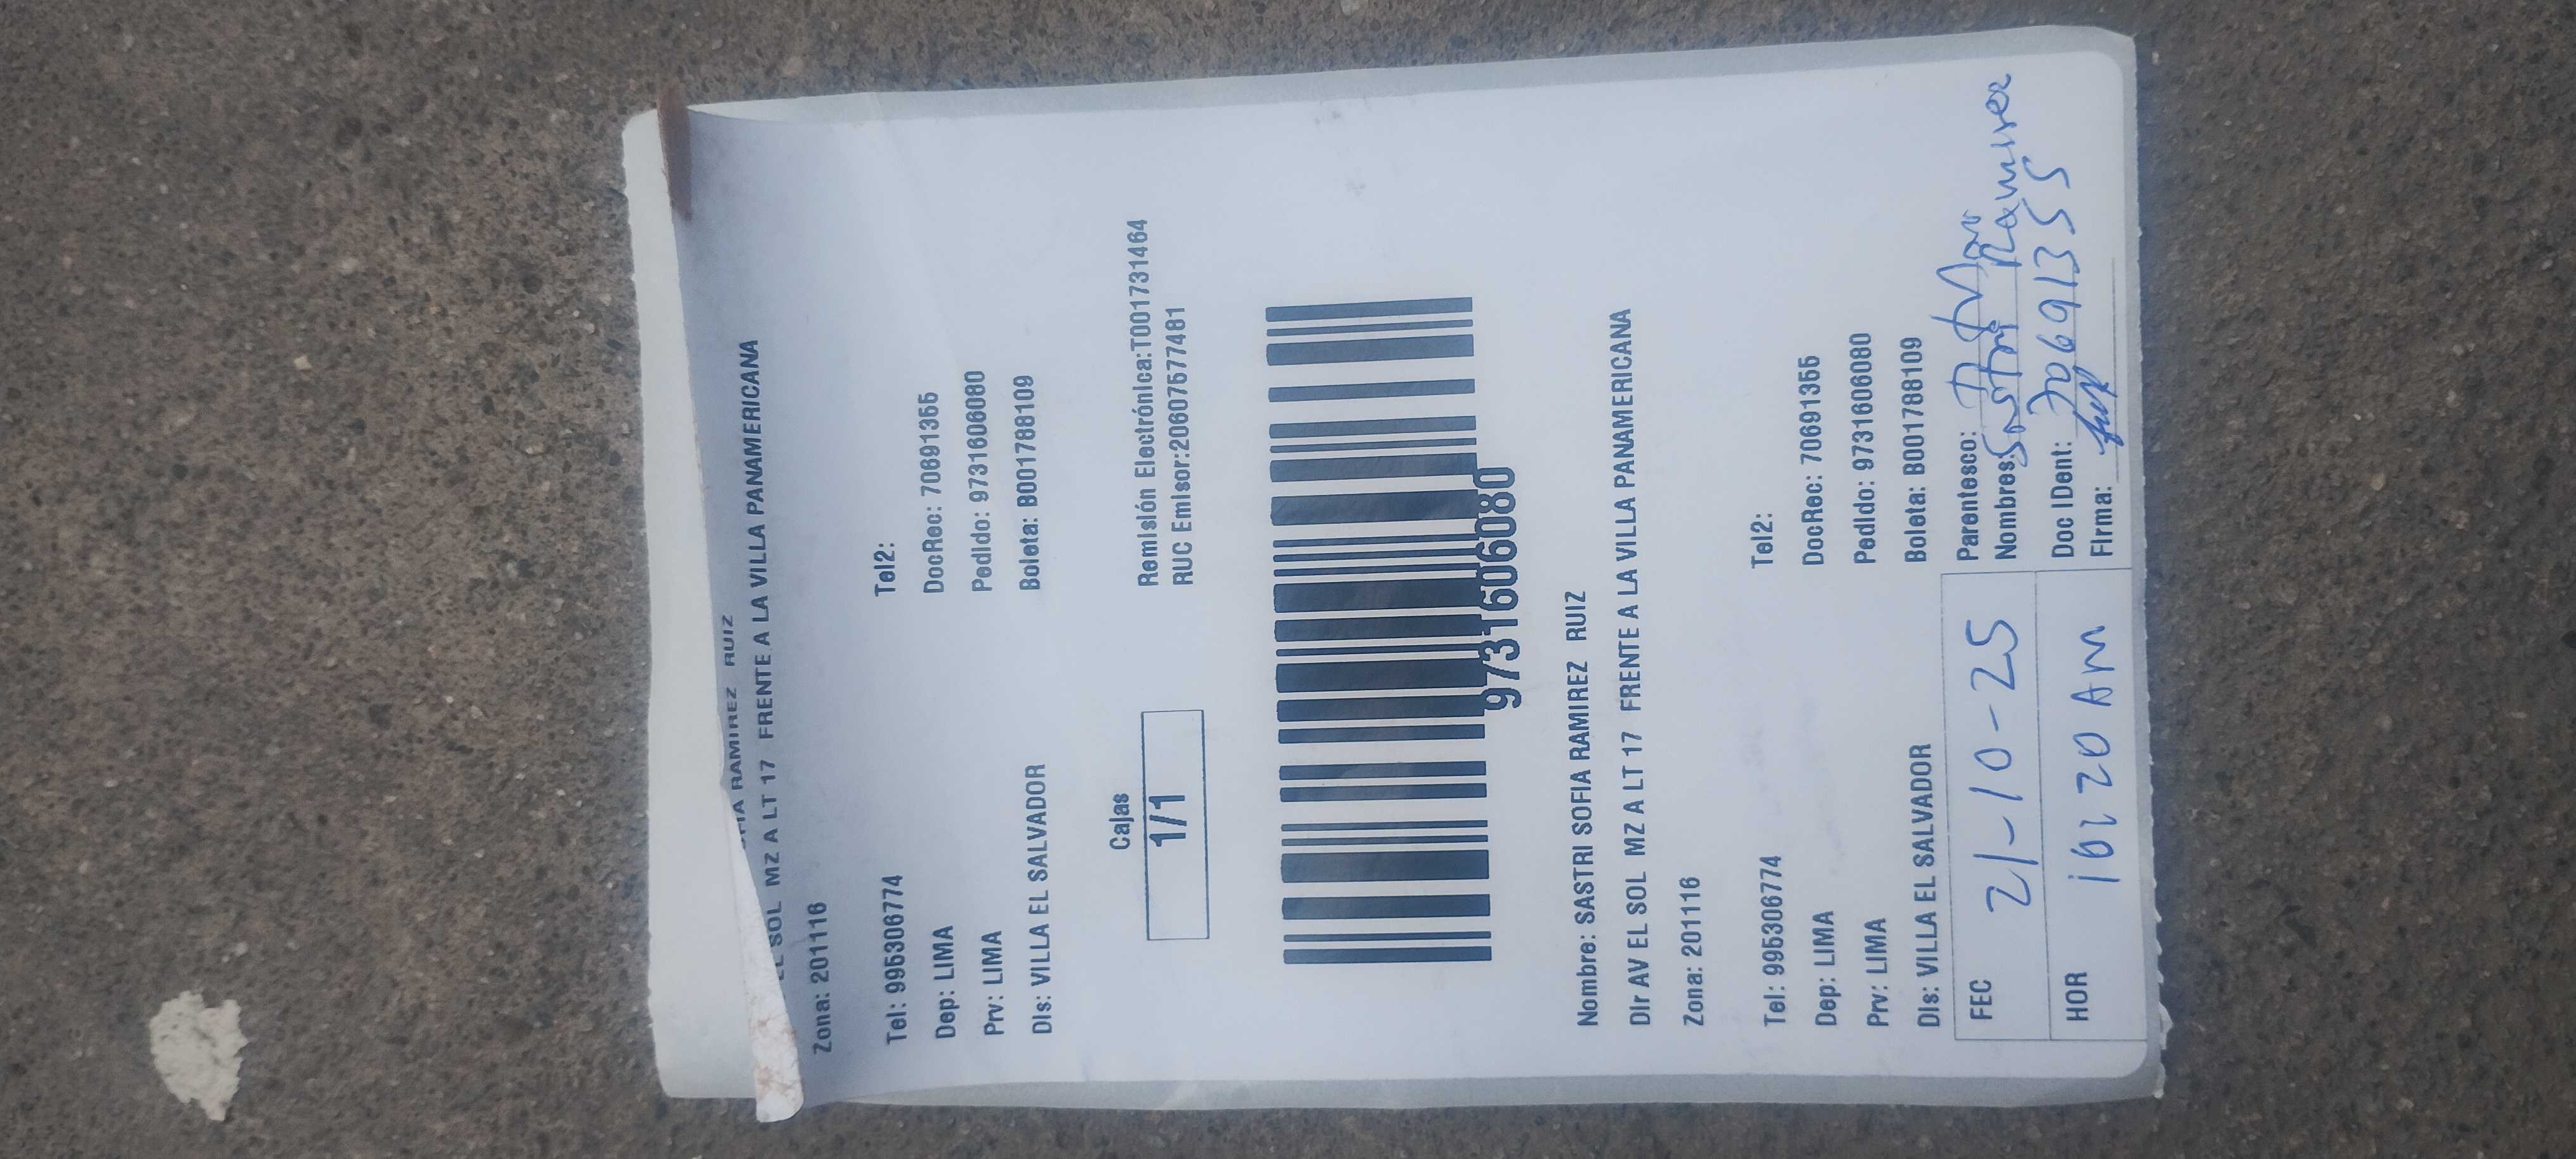 RAMIREZ RUIZ
EL SOL MZ A LT 17 FRENTE A LA VILLA PANAMERICANA
Zona: 201116
Tel: 995306774 Tel2:
Dep: LIMA DocRec: 70691355
Prv: LIMA Pedido: 9731606080
Dis: VILLA EL SALVADOR Boleta: B001788109
Cajas
1/1
Remisión Electrónica:T001731464
RUC Emisor:20607577481
9731606080
Nombre: SASTRI SOFIA RAMIREZ RUIZ
Dir AV EL SOL MZ A LT 17 FRENTE A LA VILLA PANAMERICANA
Zona: 201116
Tel: 995306774 Tel2:
Dep: LIMA DocRec: 70691355
Prv: LIMA Pedido: 9731606080
Dis: VILLA EL SALVADOR Boleta: B001788109
FEC 21-10-25
HOR 10:20 AM
Parentesco: Titular
Nombres: Sastri Ramirez
Doc IDent: 70691355
Firma: